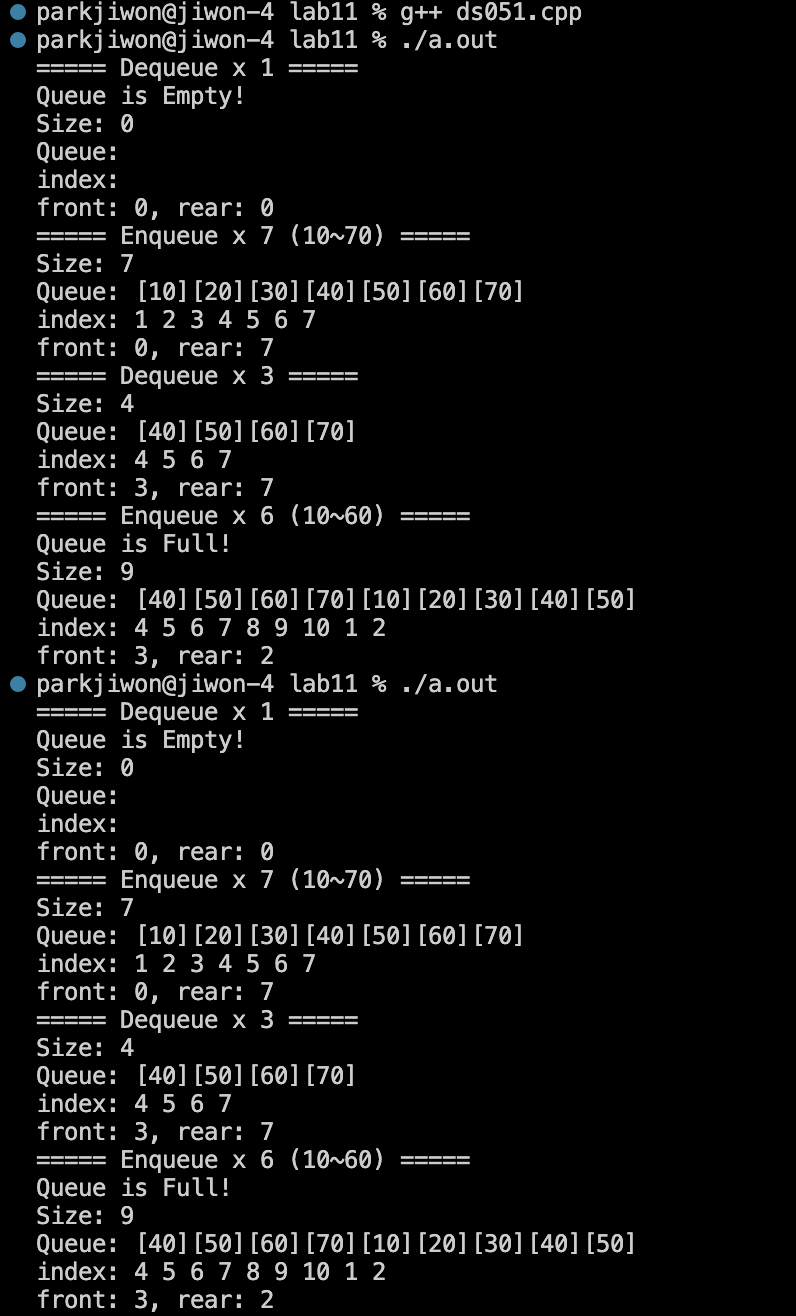 parkjiwon@jiwon-4 lab11 % g++ ds051.cpp
parkjiwon@jiwon-4 lab11 % ./a.out
===== Dequeue x 1 =====
Queue is Empty!
Size: 0
Queue:
index:
front: 0, rear: 0
===== Enqueue x 7 (10~70) =====
Size: 7
Queue: [10][20][30][40][50][60][70]
index: 1 2 3 4 5 6 7
front: 0, rear: 7
===== Dequeue x 3 =====
Size: 4
Queue: [40][50][60][70]
index: 4 5 6 7
front: 3, rear: 7
===== Enqueue x 6 (10~60) =====
Queue is Full!
Size: 9
Queue: [40][50][60][70][10][20][30][40][50]
index: 4 5 6 7 8 9 10 1 2
front: 3, rear: 2
parkjiwon@jiwon-4 lab11 % ./a.out
===== Dequeue x 1 =====
Queue is Empty!
Size: 0
Queue:
index:
front: 0, rear: 0
===== Enqueue x 7 (10~70) =====
Size: 7
Queue: [10][20][30][40][50][60][70]
index: 1 2 3 4 5 6 7
front: 0, rear: 7
===== Dequeue x 3 =====
Size: 4
Queue: [40][50][60][70]
index: 4 5 6 7
front: 3, rear: 7
===== Enqueue x 6 (10~60) =====
Queue is Full!
Size: 9
Queue: [40][50][60][70][10][20][30][40][50]
index: 4 5 6 7 8 9 10 1 2
front: 3, rear: 2